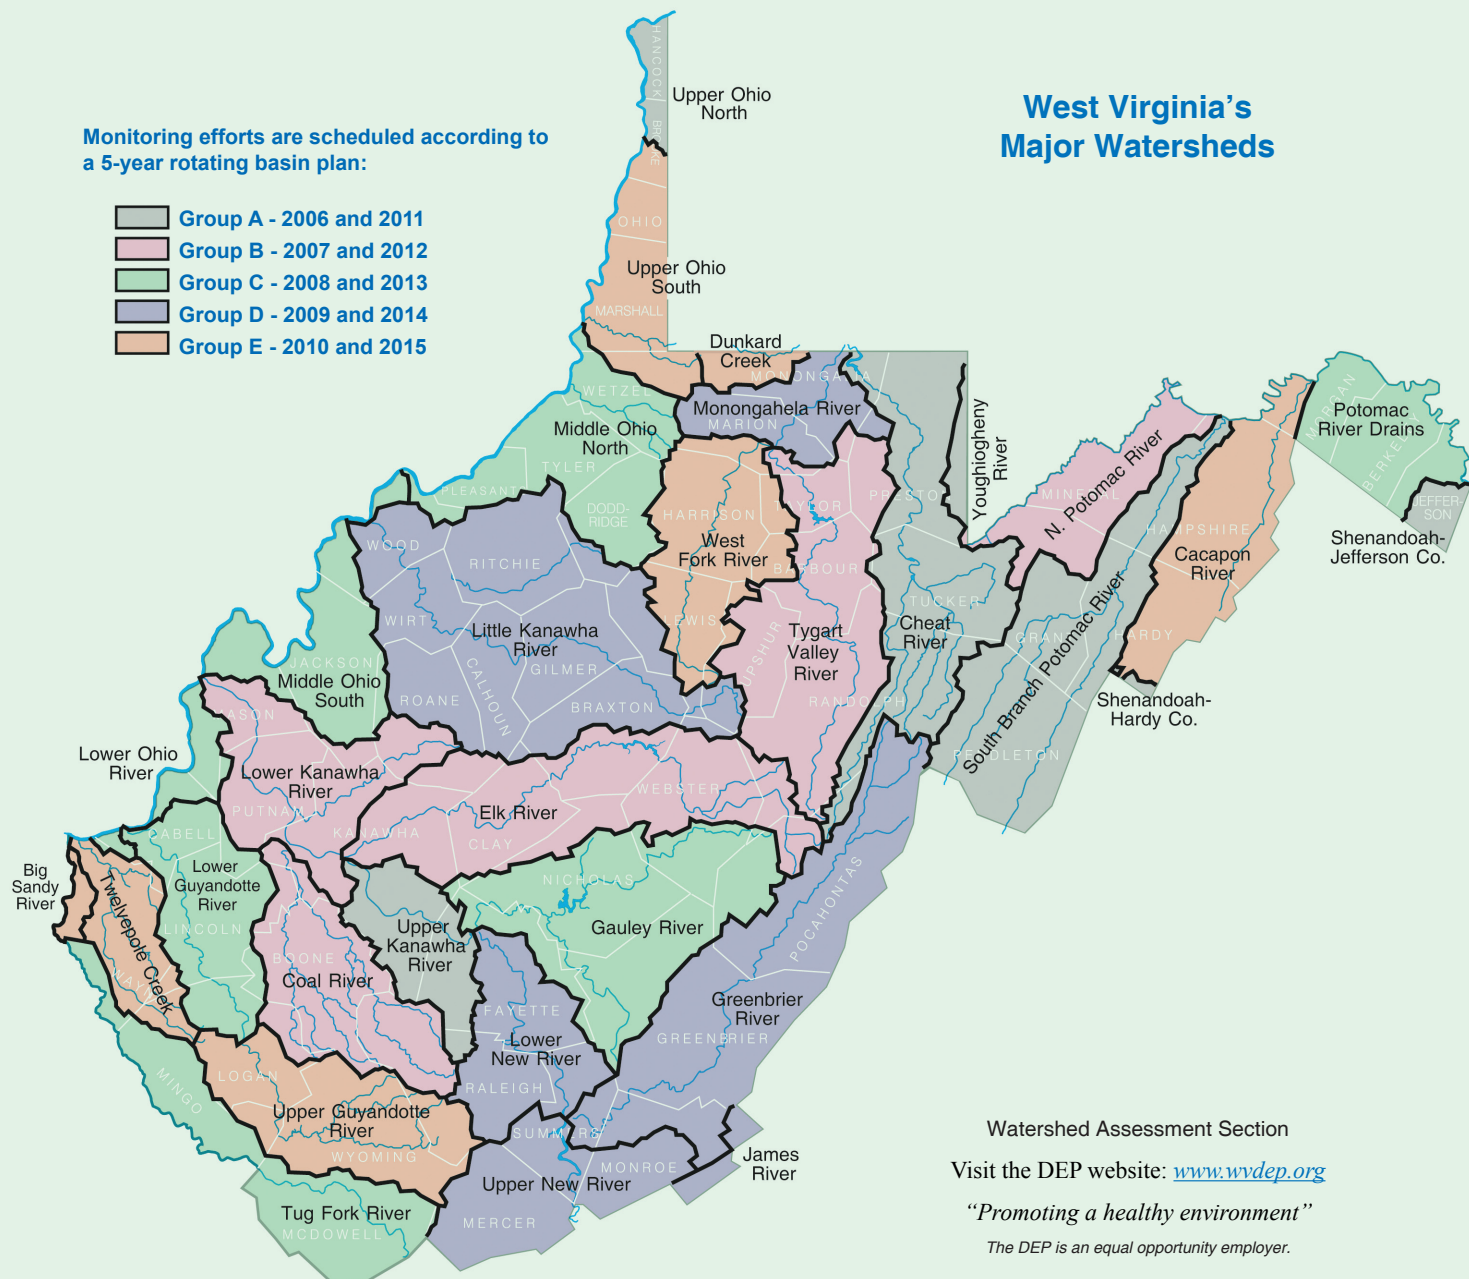 West Virginia's
Major Watersheds
Monitoring efforts are scheduled according to
a 5-year rotating basin plan:
Group A - 2006 and 2011
Group B - 2007 and 2012
Group C - 2008 and 2013
Group D - 2009 and 2014
Group E - 2010 and 2015
HANCOCK
Upper Ohio
North
BROOKE
OHIO
Upper Ohio
South
MARSHALL
Dunkard
Creek
MONONGALIA
WETZEL
Monongahela River
MARION
Middle Ohio
North
TYLER
PLEASANT
DODD-
RIDGE
HARRISON
West
Fork River
LEWIS
TAYLOR
BARBOUR
PRESTO
Youghiogheny
River
MINERAL
N. Potomac River
HAMPSHIRE
Cacapon
River
HARDY
MORGAN
Potomac
River Drains
BERKEL
JEFFER-
SON
Shenandoah-
Jefferson Co.
WOOD
RITCHIE
WIRT
Little Kanawha
River
CALHOUN
GILMER
ROANE
BRAXTON
UPSHUR
Tygart
Valley
River
RANDOLPH
TUCKER
Cheat
River
GRANT
South Branch Potomac River
PENDLETON
Shenandoah-
Hardy Co.
JACKSON
Middle Ohio
South
MASON
Lower Ohio
River
Lower Kanawha
River
PUTNAM
KANAWHA
Elk River
CLAY
WEBSTER
CABELL
Big
Sandy
River
Twelvepole Creek
WAYN
Lower
Guyandotte
River
LINCOLN
BOONE
Coal River
Upper
Kanawha
River
NICHOLAS
Gauley River
POCAHONTAS
Greenbrier
River
GREENBRIER
FAYETTE
Lower
New River
RALEIGH
MINGO
LOGAN
Upper Guyandotte
River
WYOMING
SUMMERS
MONROE
Upper New River
MERCER
James
River
Tug Fork River
MCDOWELL
Watershed Assessment Section
Visit the DEP website: www.wvdep.org
“Promoting a healthy environment”
The DEP is an equal opportunity employer.